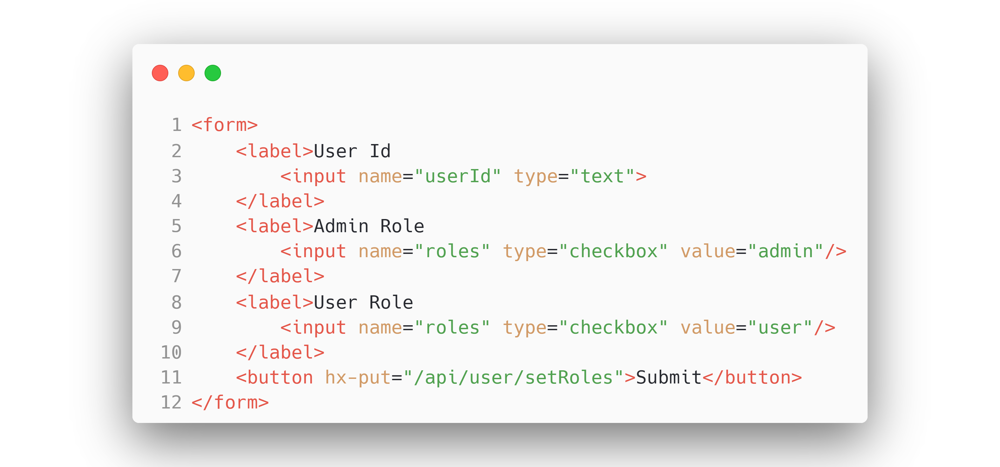 1 <form>
2     <label>User Id
3         <input name="userId" type="text">
4     </label>
5     <label>Admin Role
6         <input name="roles" type="checkbox" value="admin"/>
7     </label>
8     <label>User Role
9         <input name="roles" type="checkbox" value="user"/>
10     </label>
11     <button hx-put="/api/user/setRoles">Submit</button>
12 </form>